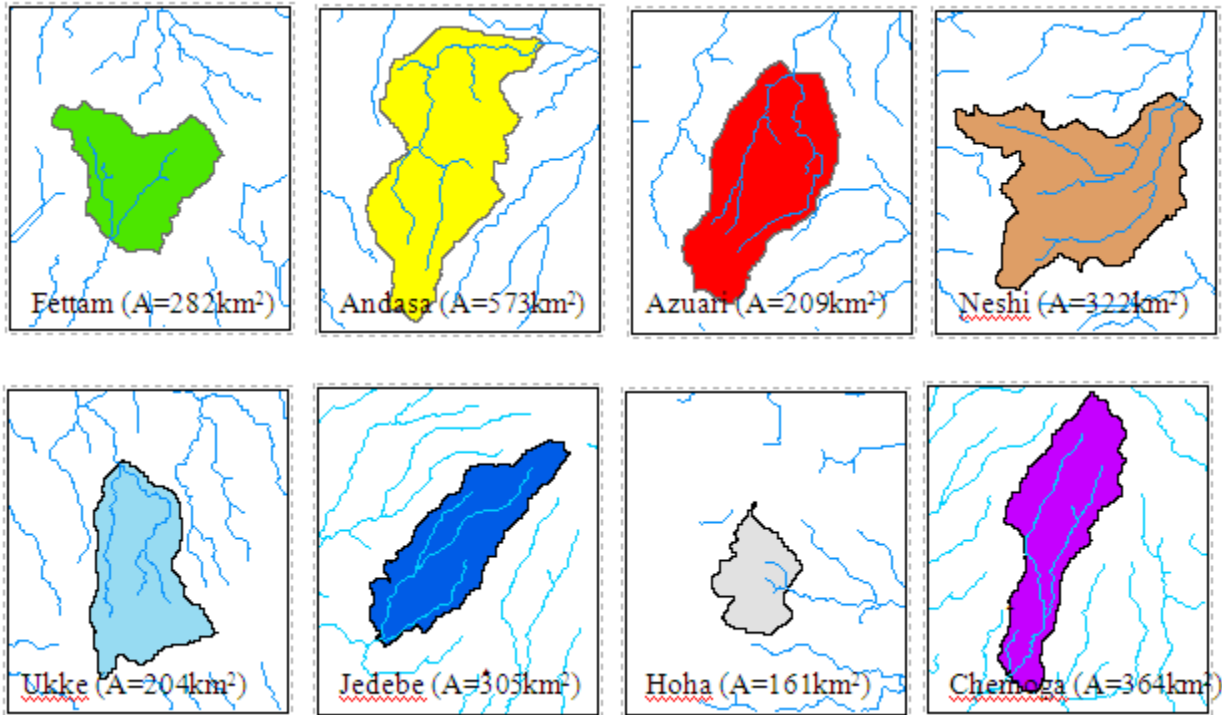 Fettam (A=282km²)
Andasa (A=573km²)
Azuari (A=209km²)
Neshi (A=322km²)
Ukke (A=204km²)
Jedebe (A=305km²)
Hoha (A=161km²)
Chemoga (A=364km²)